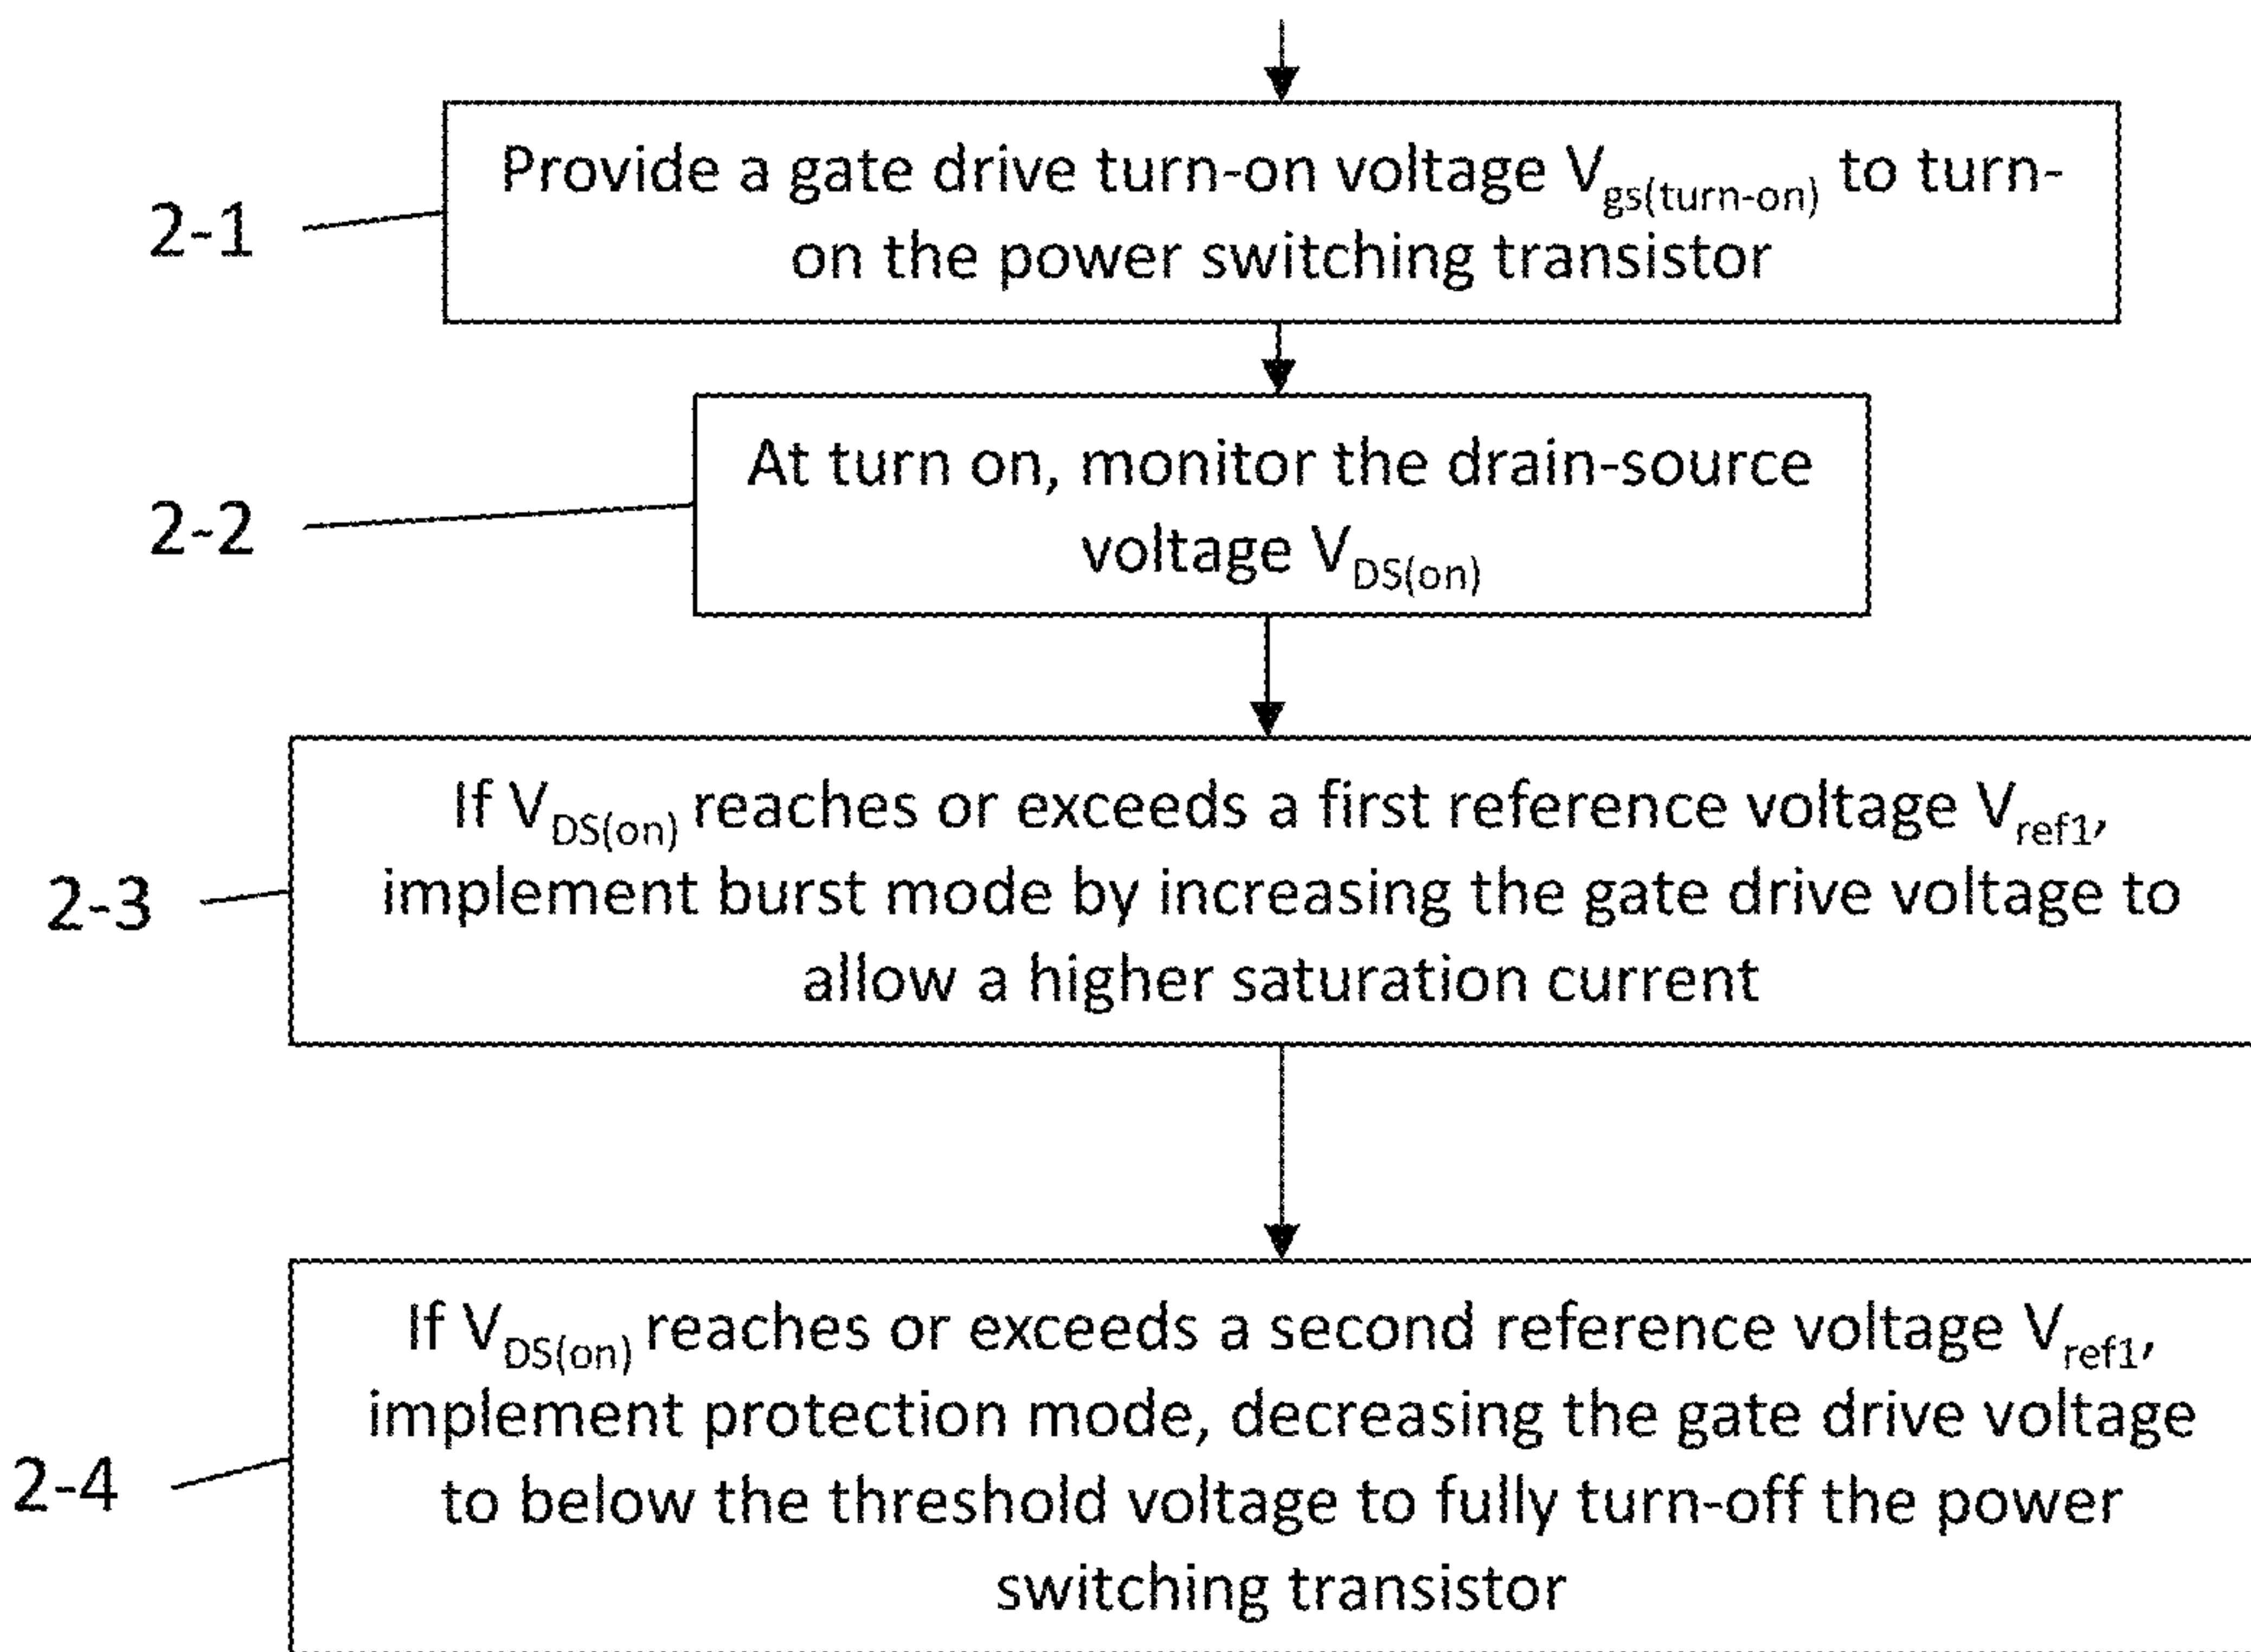 2-1
Provide a gate drive turn-on voltage Vgs(turn-on) to turn-
on the power switching transistor
2-2
At turn on, monitor the drain-source
voltage VDS(on)
2-3
If VDS(on) reaches or exceeds a first reference voltage Vref1,
implement burst mode by increasing the gate drive voltage to
allow a higher saturation current
2-4
If VDS(on) reaches or exceeds a second reference voltage Vref1,
implement protection mode, decreasing the gate drive voltage
to below the threshold voltage to fully turn-off the power
switching transistor